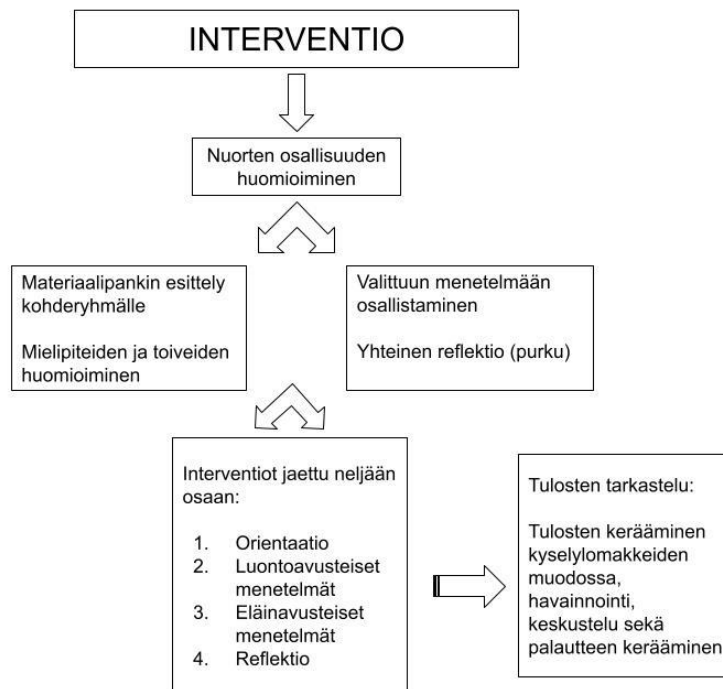 INTERVENTIO
Nuorten osallisuuden
huomioiminen
Materiaalipankin esittely
kohderyhmälle
Mielipiteiden ja toiveiden
huomioiminen
Valittuun menetelmään
osallistaminen
Yhteinen reflektio (purku)
Interventiot jaettu neljään
osaan:
1. Orientaatio
2. Luontoavusteiset
menetelmät
3. Eläinavusteiset
menetelmät
4. Reflektio
Tulosten tarkastelu:
Tulosten kerääminen
kyselylomakkeiden
muodossa,
havainnointi,
keskustelu sekä
palautteen kerääminen